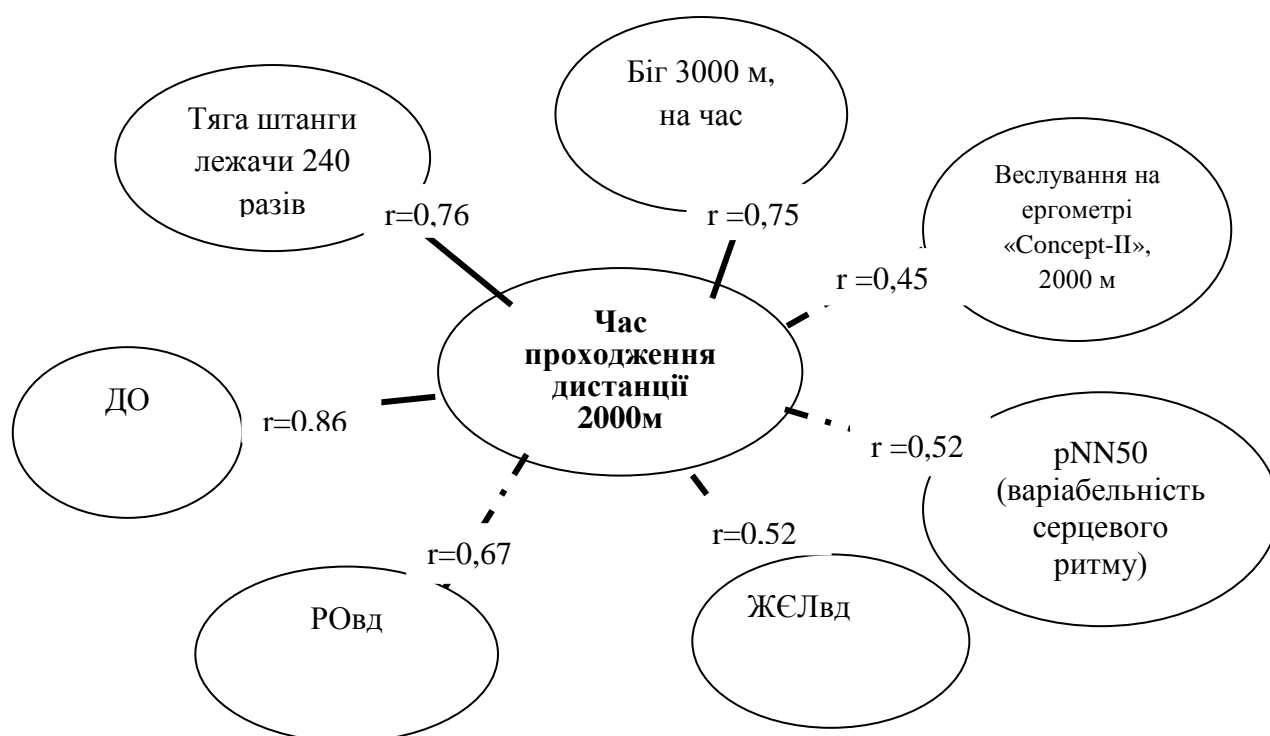 Біг 3000 м,
на час
Тяга штанги
лежачи 240
разів
r=0,76
r =0,75
Веслування на
ергометрі
«Concept-II»,
2000 м
r =0,45
Час
проходження
дистанції
2000м
ДО
r=0,86
r =0,52
pNN50
(варіабельність
серцевого
ритму)
r=0,67
r=0,52
РОвд
ЖЄЛвд